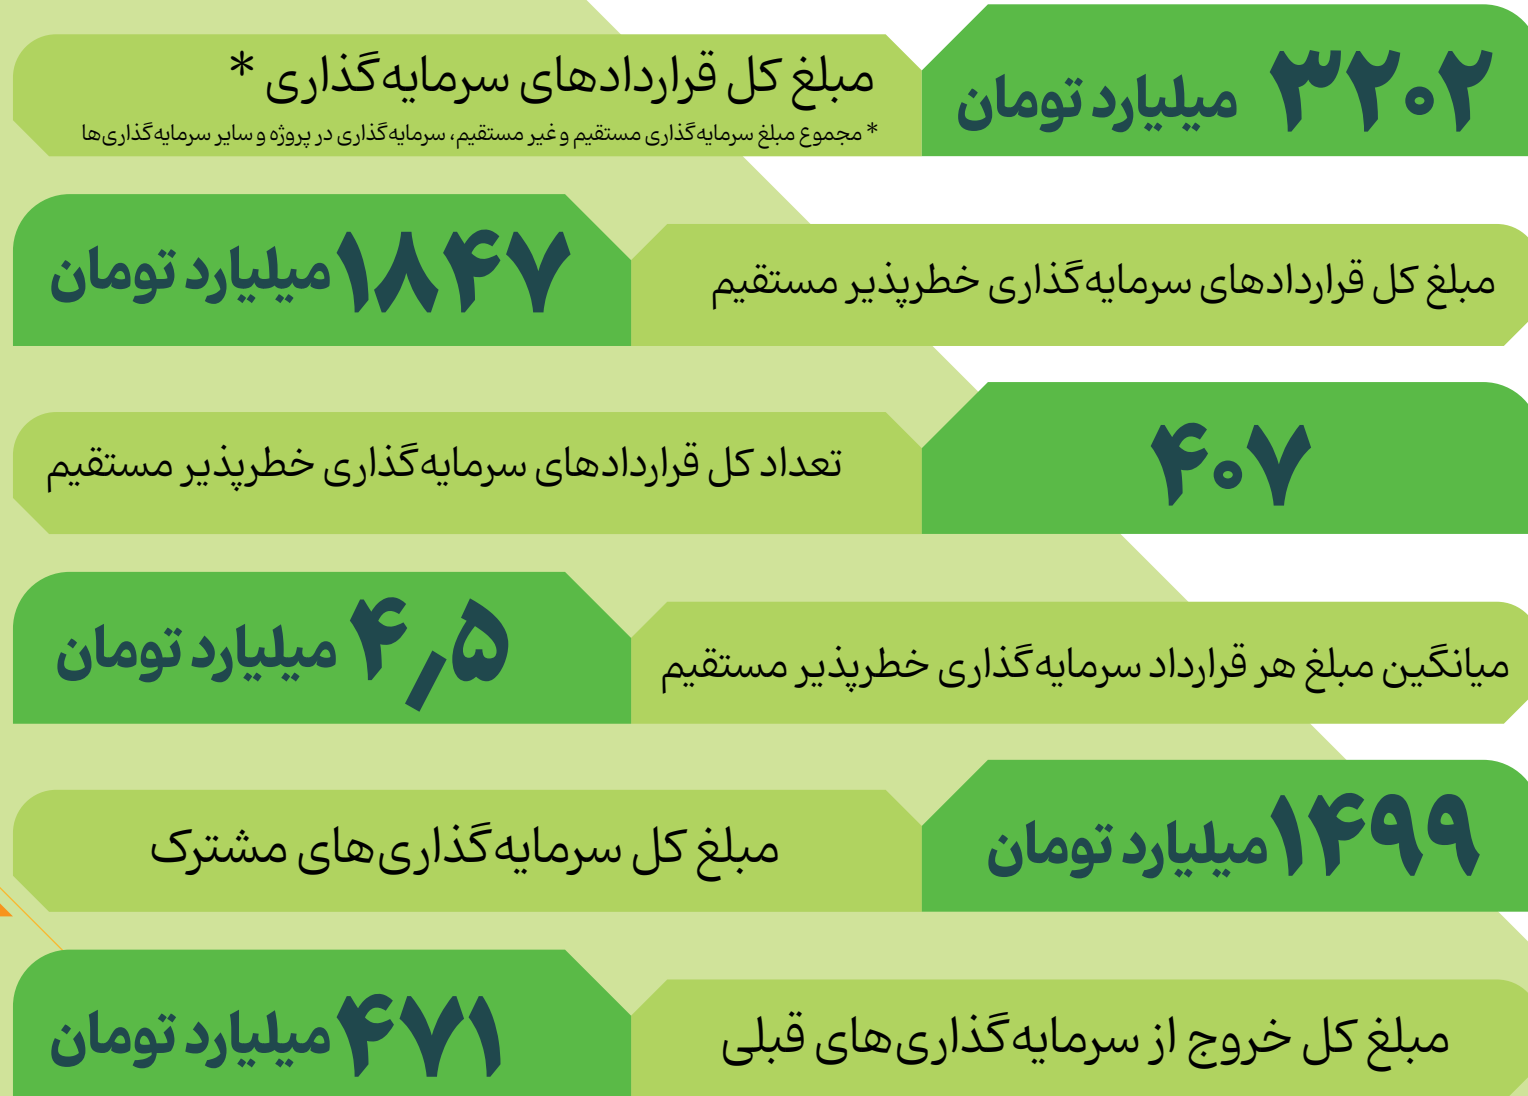 مبلغ کل قراردادهای سرمایه‌گذاری *
* مجموع مبلغ سرمایه‌گذاری مستقیم و غیر مستقیم، سرمایه‌گذاری در پروژه و سایر سرمایه‌گذاری‌ها
۳۲۰۲ میلیارد تومان
مبلغ کل قراردادهای سرمایه‌گذاری خطرپذیر مستقیم
۱۸۴۷ میلیارد تومان
تعداد کل قراردادهای سرمایه‌گذاری خطرپذیر مستقیم
۴۰۷
میانگین مبلغ هر قرارداد سرمایه‌گذاری خطرپذیر مستقیم
۴٫۵ میلیارد تومان
مبلغ کل سرمایه‌گذاری‌های مشترک
۱۴۹۹ میلیارد تومان
مبلغ کل خروج از سرمایه‌گذاری‌های قبلی
۴۷۱ میلیارد تومان